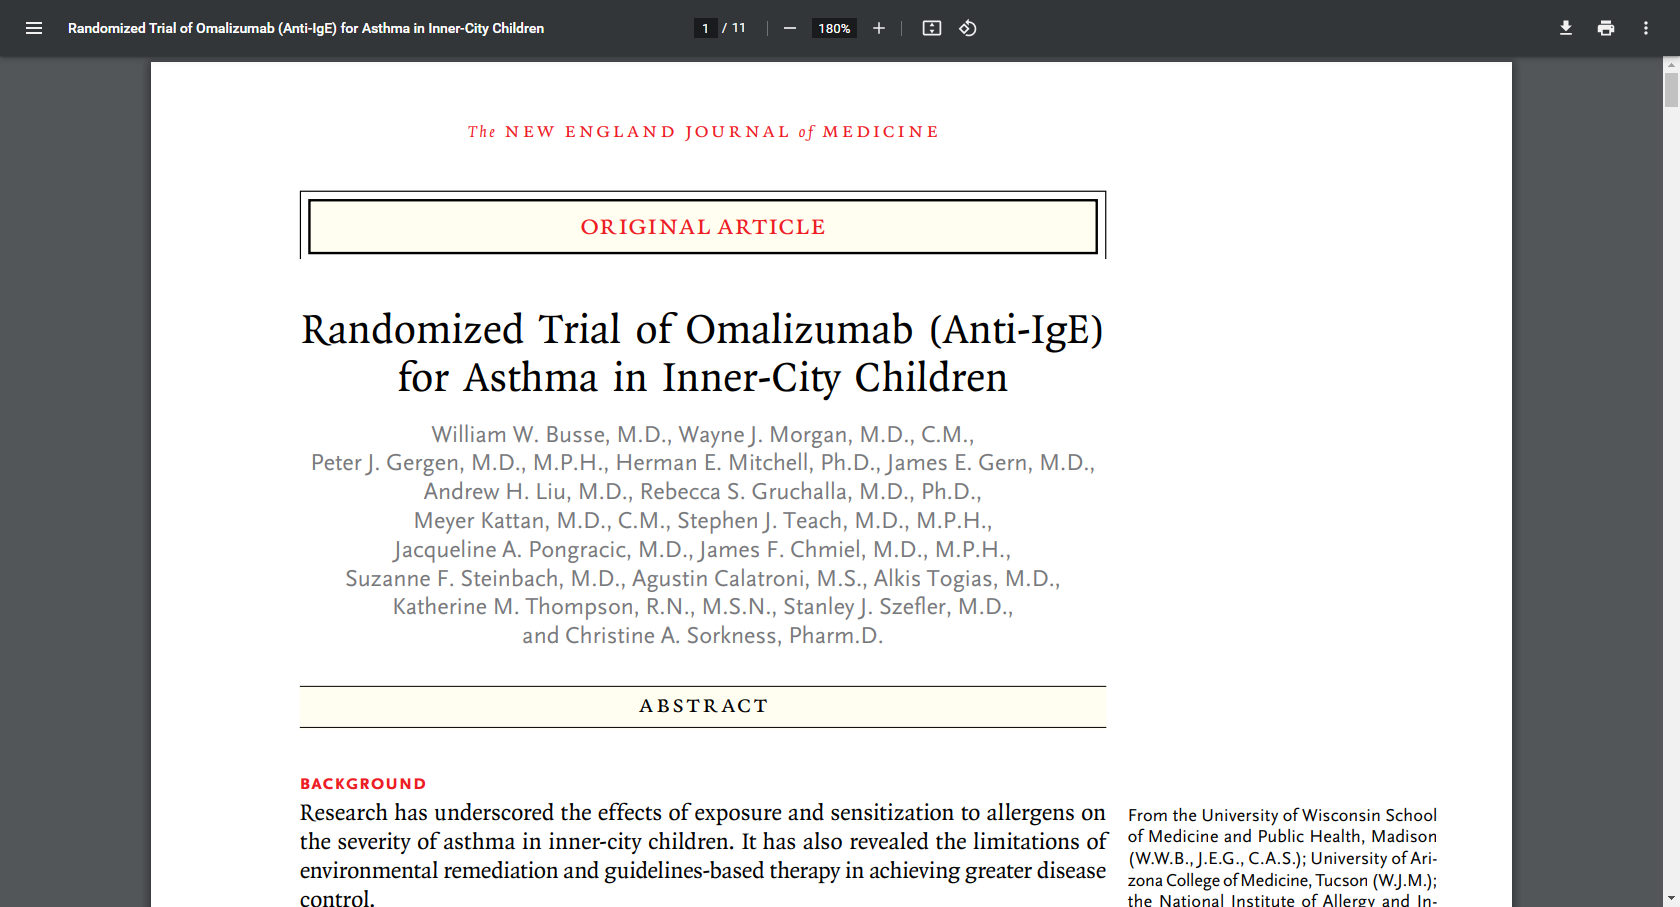 Randomized Trial of Omalizumab (Anti-IgE) for Asthma in Inner-City Children
1 / 11
180%
The NEW ENGLAND JOURNAL of MEDICINE
ORIGINAL ARTICLE
Randomized Trial of Omalizumab (Anti-IgE)
for Asthma in Inner-City Children
William W. Busse, M.D., Wayne J. Morgan, M.D., C.M.,
Peter J. Gergen, M.D., M.P.H., Herman E. Mitchell, Ph.D., James E. Gern, M.D.,
Andrew H. Liu, M.D., Rebecca S. Gruchalla, M.D., Ph.D.,
Meyer Kattan, M.D., C.M., Stephen J. Teach, M.D., M.P.H.,
Jacqueline A. Pongracic, M.D., James F. Chmiel, M.D., M.P.H.,
Suzanne F. Steinbach, M.D., Agustin Calatroni, M.S., Alkis Togias, M.D.,
Katherine M. Thompson, R.N., M.S.N., Stanley J. Szefler, M.D.,
and Christine A. Sorkness, Pharm.D.
ABSTRACT
BACKGROUND
Research has underscored the effects of exposure and sensitization to allergens on
the severity of asthma in inner-city children. It has also revealed the limitations of
environmental remediation and guidelines-based therapy in achieving greater disease
control.
From the University of Wisconsin School
of Medicine and Public Health, Madison
(W.W.B., J.E.G., C.A.S.); University of Ari-
zona College of Medicine, Tucson (W.J.M.);
the National Institute of Allergy and In-